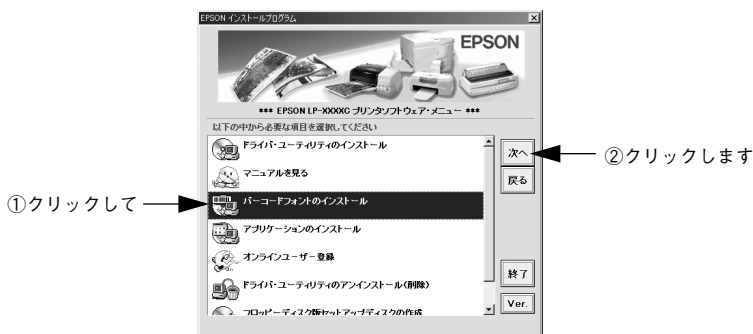 EPSON インストールプログラム
EPSON
*** EPSON LP-XXXXC プリンタソフトウェア・メニュー ***
以下の中から必要な項目を選択してください
ドライバ・ユーティリティのインストール
マニュアルを見る
バーコードフォントのインストール
アプリケーションのインストール
オンラインユーザー登録
ドライバ・ユーティリティのアンインストール(削除)
フロッピーディスク版セットアップディスクの作成
次へ
戻る
終了
Ver.
①クリックして
②クリックします